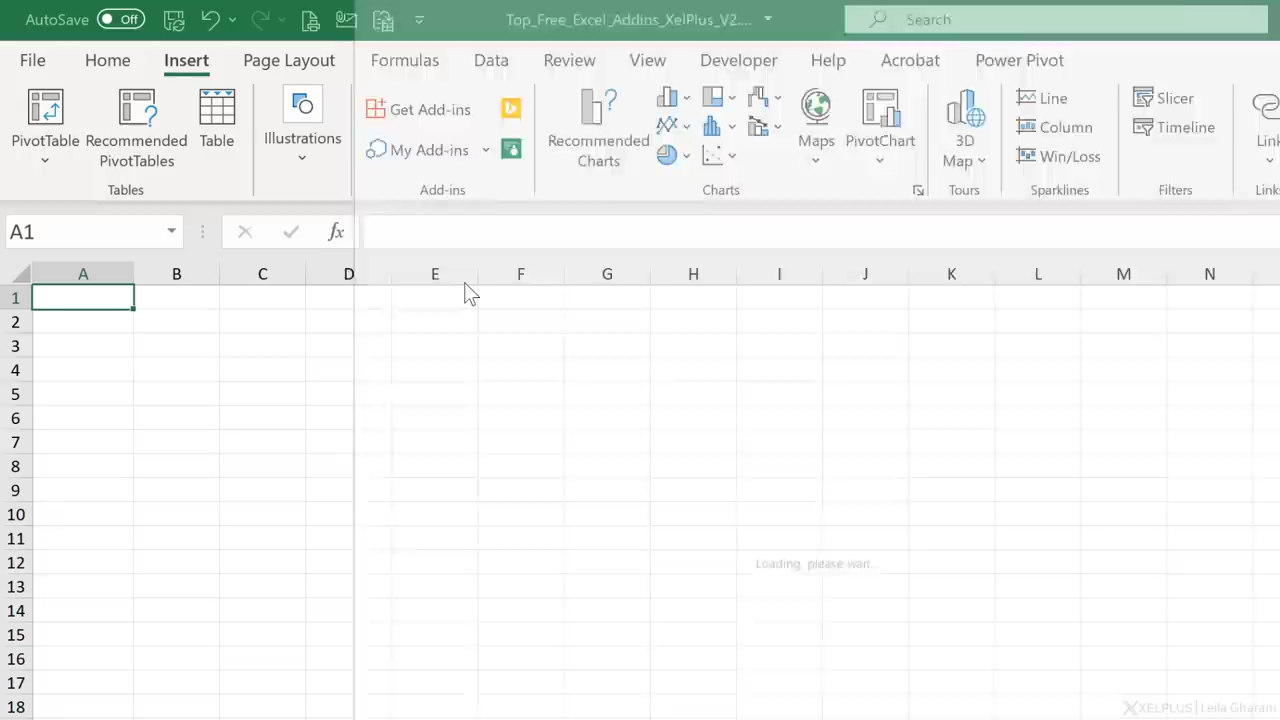 AutoSave Off Top_Free_Excel_Addins_XelPlus_V2.... Search
File Home Insert Page Layout Formulas Data Review View Developer Help Acrobat Power Pivot
PivotTable
Recommended
PivotTables
Table
Tables
Illustrations
Get Add-ins
My Add-ins
Add-ins
Recommended
Charts
Maps
PivotChart
Charts
3D
Map
Tours
Line
Column
Win/Loss
Sparklines
Slicer
Timeline
Filters
Link
Links
A1 fx
A B C D E F G H I J K L M N
1
2
3
4
5
6
7
8
9
10
11
12
13
14
15
16
17
18
Loading, please wait...
XELPLUS | Leila Gharani